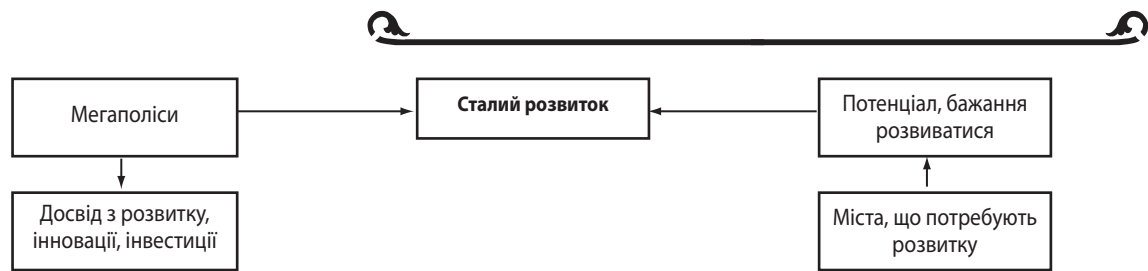 Мегаполіси
Сталий розвиток
Потенціал, бажання
розвиватися
Досвід з розвитку,
інновації, інвестиції
Міста, що потребують
розвитку